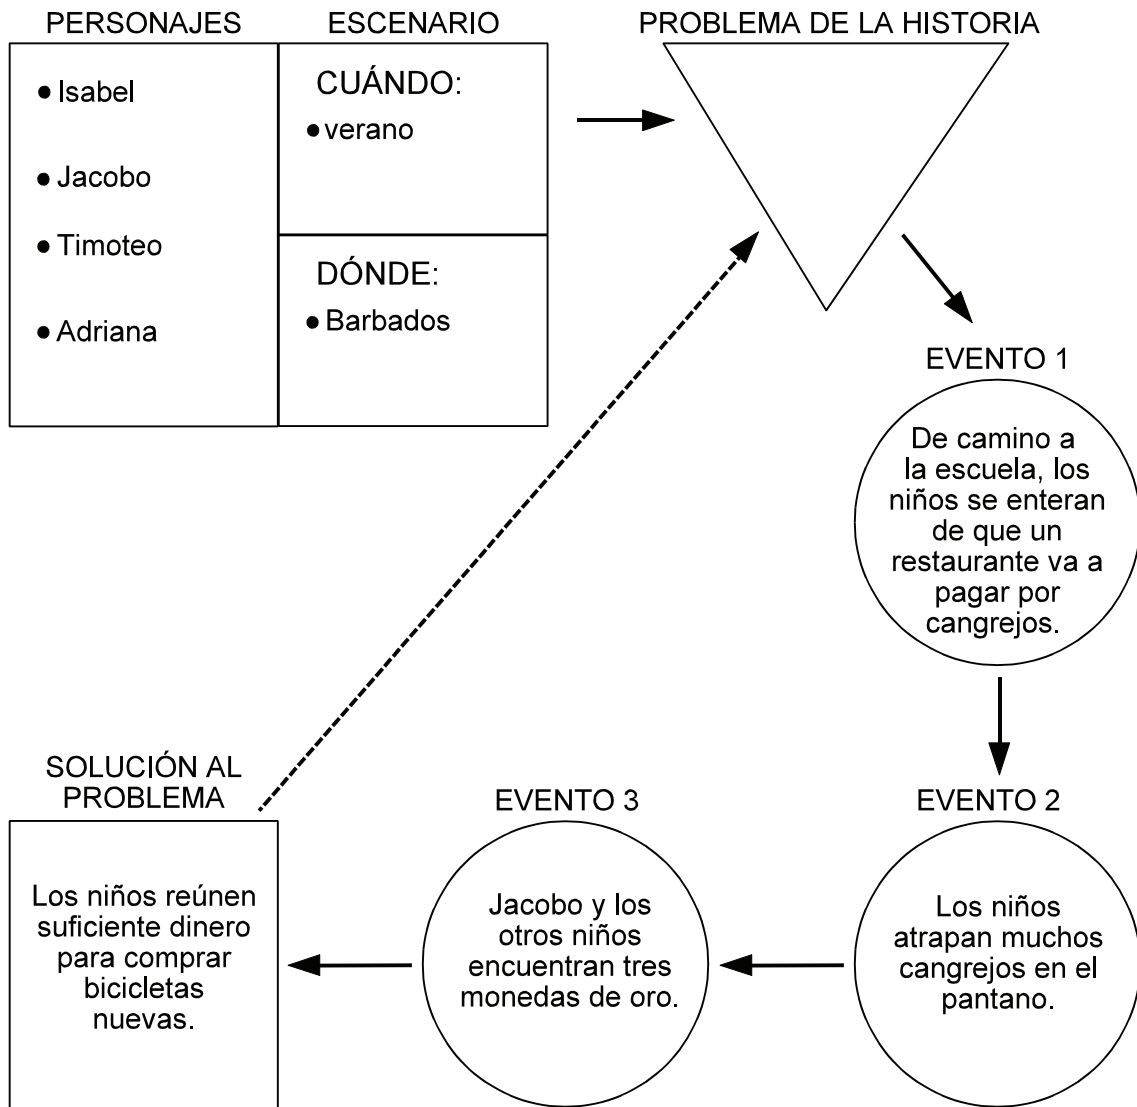 PERSONAJES
• Isabel
• Jacobo
• Timoteo
• Adriana
ESCENARIO
CUÁNDO:
• verano
DÓNDE:
• Barbados
PROBLEMA DE LA HISTORIA
EVENTO 1
De camino a
la escuela, los
niños se enteran
de que un
restaurante va a
pagar por
cangrejos.
EVENTO 2
Los niños
atrapan muchos
cangrejos en el
pantano.
EVENTO 3
Jacobo y los
otros niños
encuentran tres
monedas de oro.
SOLUCIÓN AL
PROBLEMA
Los niños reúnen
suficiente dinero
para comprar
bicicletas
nuevas.